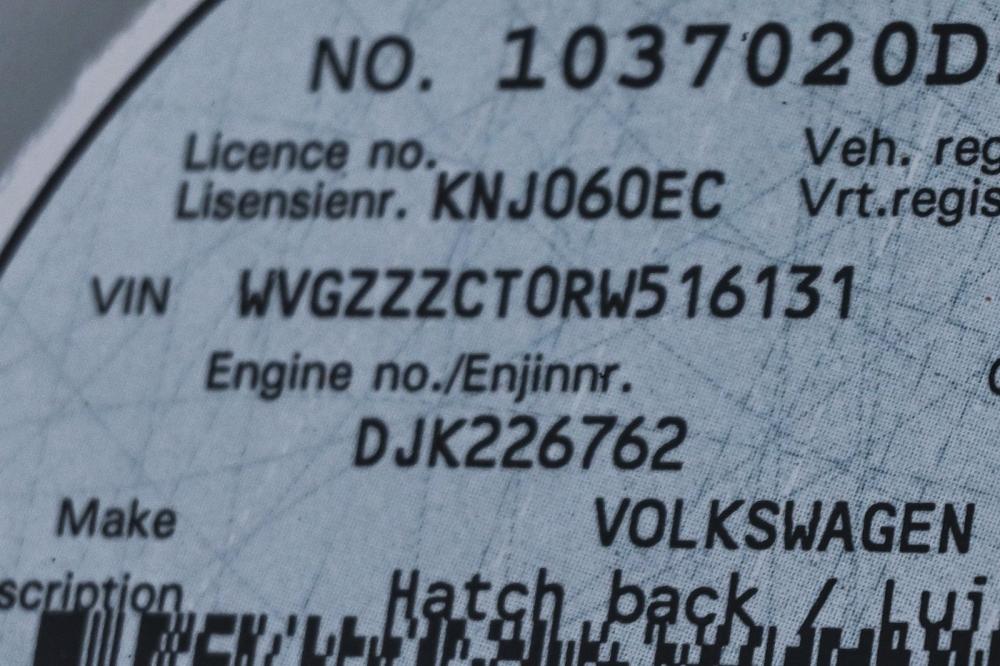 NO. 1037020D
Licence no. Veh. reg
Lisensienr. KNJ060EC Vrt.regis
VIN WVGZZZCT0RW516131
Engine no./Enjinnr.
DJK226762
Make VOLKSWAGEN
scription Hatch back / Lui